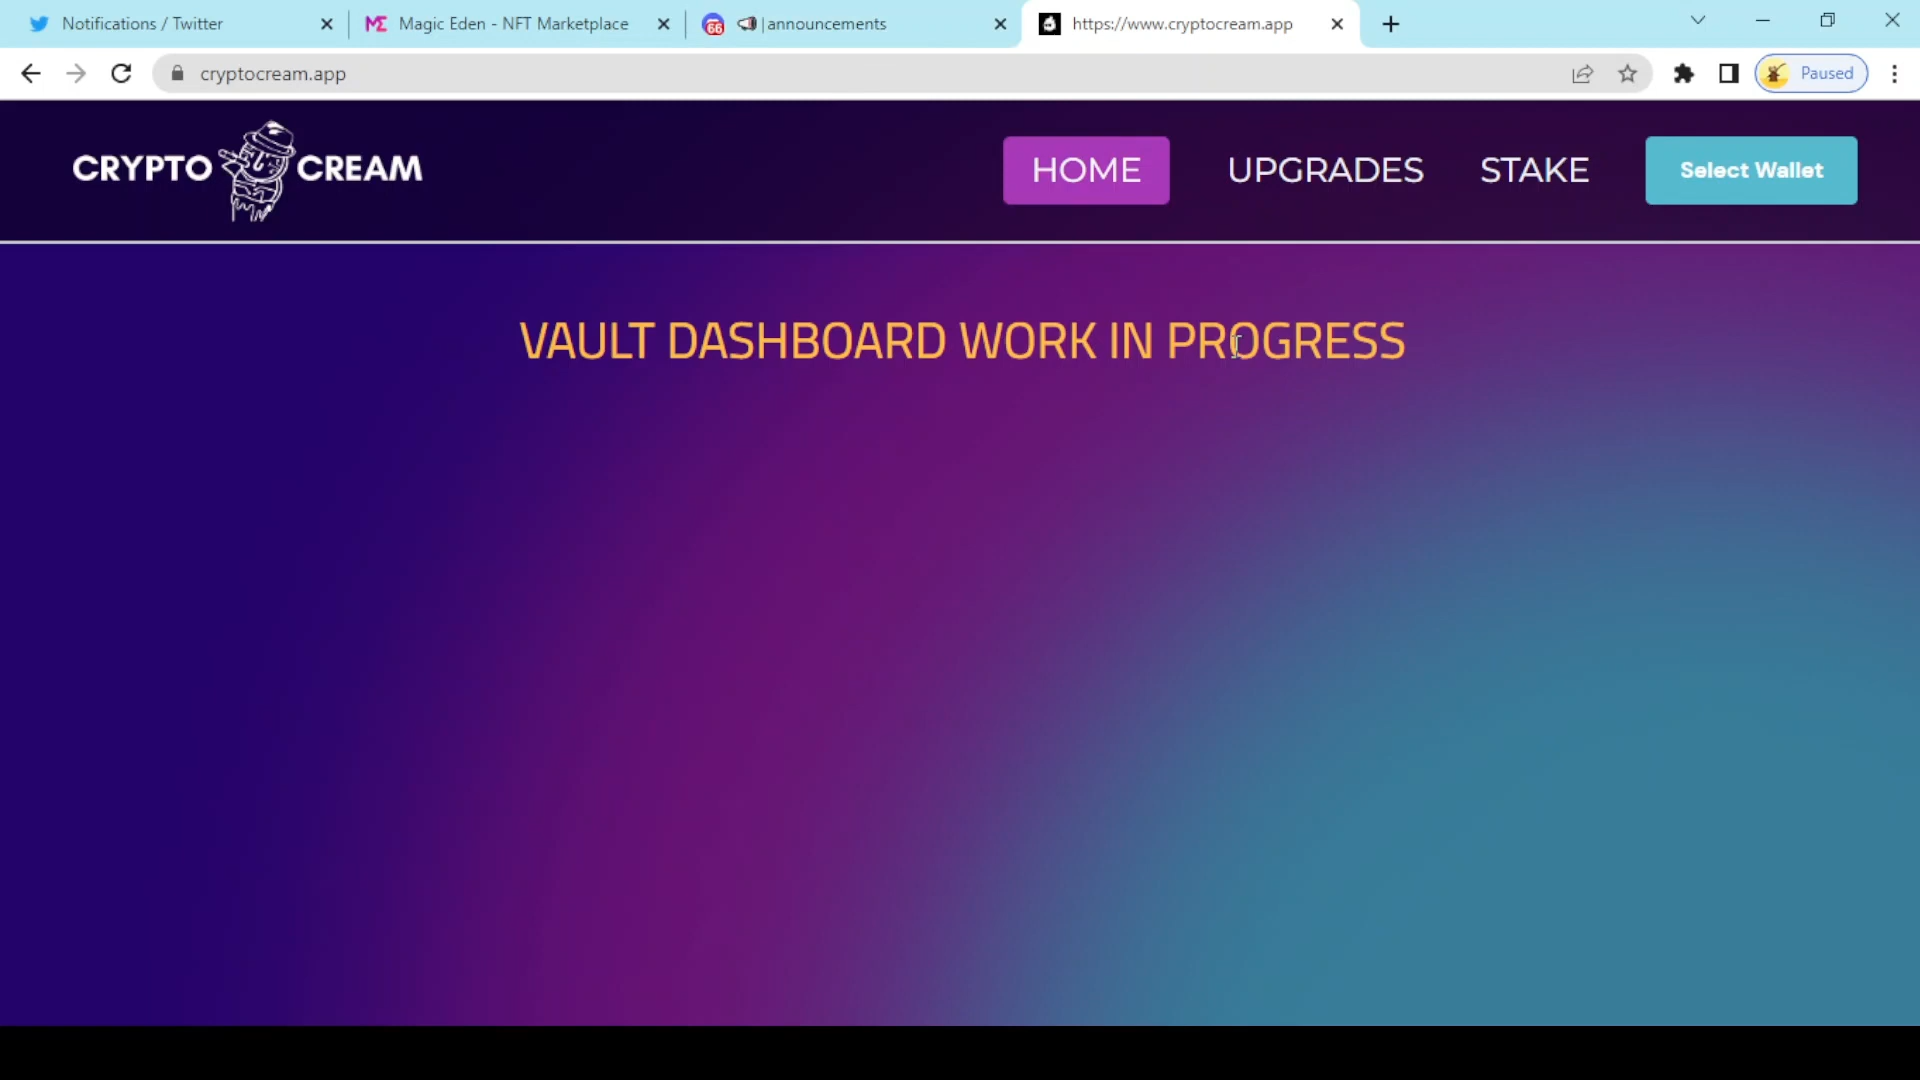 Notifications / Twitter
Magic Eden - NFT Marketplace
66
| announcements
https://www.cryptocream.app
cryptocream.app
Paused
CRYPTO CREAM
HOME
UPGRADES
STAKE
Select Wallet
VAULT DASHBOARD WORK IN PROGRESS